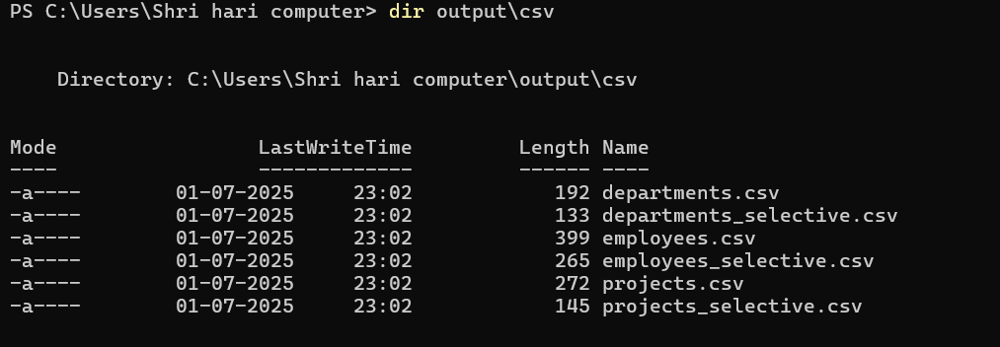 PS C:\Users\Shri hari computer> dir output\csv
Directory: C:\Users\Shri hari computer\output\csv
Mode                 LastWriteTime         Length Name
----                 -------------         ------ ----
-a----        01-07-2025     23:02            192 departments.csv
-a----        01-07-2025     23:02            133 departments_selective.csv
-a----        01-07-2025     23:02            399 employees.csv
-a----        01-07-2025     23:02            265 employees_selective.csv
-a----        01-07-2025     23:02            272 projects.csv
-a----        01-07-2025     23:02            145 projects_selective.csv